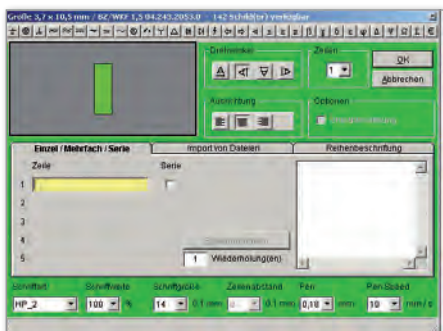 Größe 3,7 x 10,5 mm / BZ/WKF 1,5 04.243.2053.0 - 142 Schild(er) verfügbar
Drehwinkel
Zeilen
1
OK
Abbrechen
Ausrichtung
Optionen
Einzel / Mehrfach / Serie
Import von Dateien
Reihenbeschriftung
Zeile
Serie
1
2
3
4
5
1 Wiederholung(en)
Schriftart
Schriftweite
Schriftgröße
Zeilenabstand
Pen
Pen Speed
HP_2
100 %
14 0.1 mm
0.1 mm
0,18 mm
10 mm/s